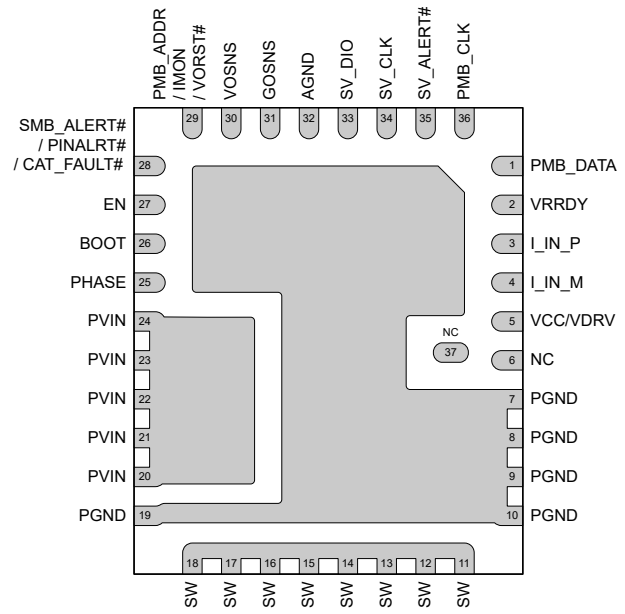 PMB_ADDR
/ IMON
/ VORST#
VOSNS
GOSNS
AGND
SV_DIO
SV_CLK
SV_ALERT#
PMB_CLK
29
30
31
32
33
34
35
36
SMB_ALERT#
/ PINALRT#
/ CAT_FAULT#
28
1
PMB_DATA
EN
27
2
VRRDY
BOOT
26
3
I_IN_P
PHASE
25
4
I_IN_M
PVIN
24
5
VCC/VDRV
NC
37
PVIN
23
6
NC
PVIN
22
7
PGND
PVIN
21
8
PGND
PVIN
20
9
PGND
PGND
19
10
PGND
18
17
16
15
14
13
12
11
SW
SW
SW
SW
SW
SW
SW
SW